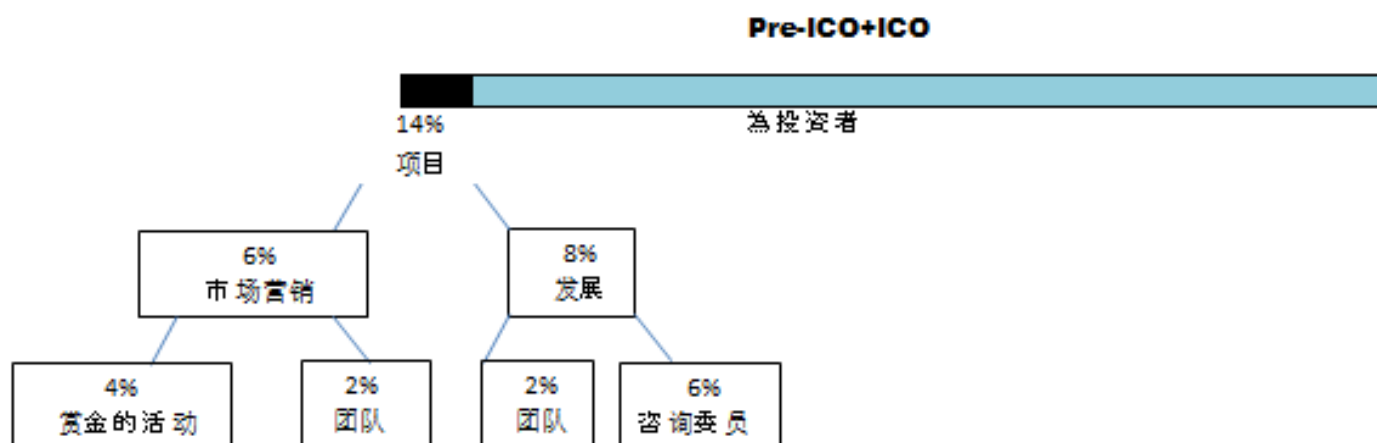 Pre-ICO+ICO
14%
為投资者
项目
6%
市场营销
8%
发展
4%
赏金的活动
2%
团队
2%
团队
6%
咨询委员